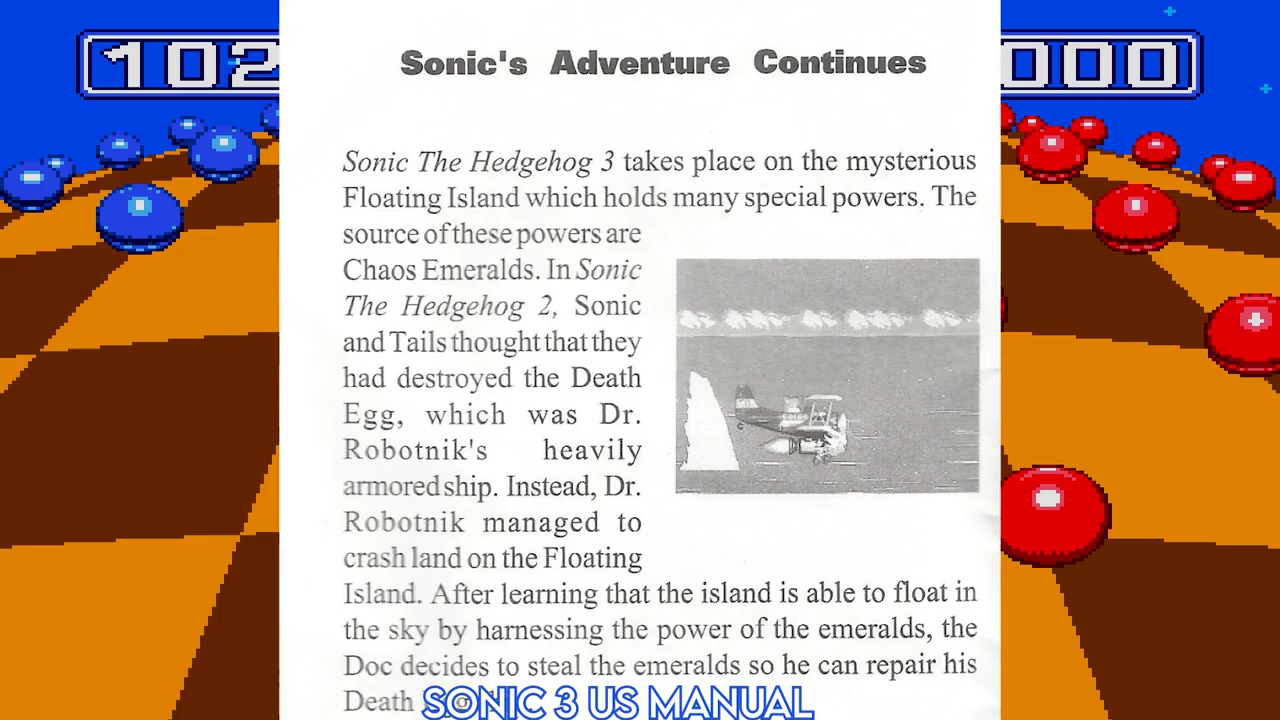 102
000
Sonic's Adventure Continues
Sonic The Hedgehog 3 takes place on the mysterious
Floating Island which holds many special powers. The
source of these powers are
Chaos Emeralds. In Sonic
The Hedgehog 2, Sonic
and Tails thought that they
had destroyed the Death
Egg, which was Dr.
Robotnik's heavily
armored ship. Instead, Dr.
Robotnik managed to
crash land on the Floating
Island. After learning that the island is able to float in
the sky by harnessing the power of the emeralds, the
Doc decides to steal the emeralds so he can repair his
Death
SONIC 3 US MANUAL